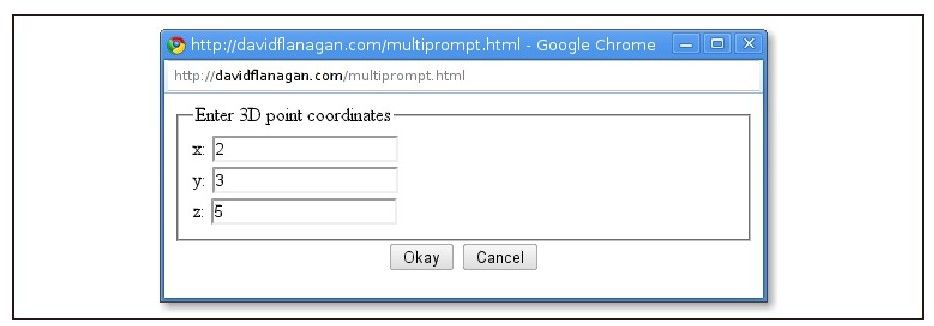 http://davidflanagan.com/multiprompt.html - Google Chrome
http://davidflanagan.com/multiprompt.html
Enter 3D point coordinates
x: 2
y: 3
z: 5
Okay Cancel